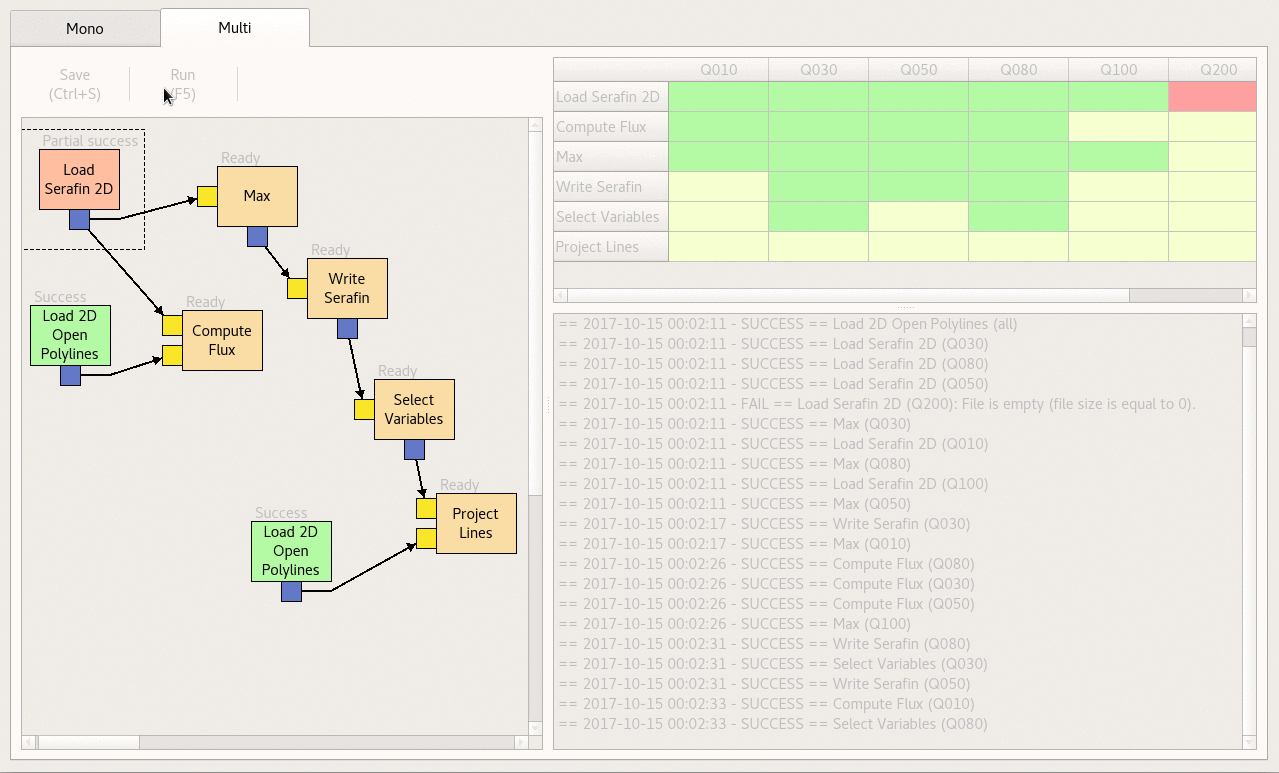 Mono
Multi
Save
(Ctrl+S)
Run
(F5)
Partial success
Load
Serafin 2D
Ready
Max
Ready
Write
Serafin
Success
Load 2D
Open
Polylines
Ready
Compute
Flux
Ready
Select
Variables
Ready
Project
Lines
Success
Load 2D
Open
Polylines
Q010 Q030 Q050 Q080 Q100 Q200
Load Serafin 2D
Compute Flux
Max
Write Serafin
Select Variables
Project Lines
== 2017-10-15 00:02:11 - SUCCESS == Load 2D Open Polylines (all)
== 2017-10-15 00:02:11 - SUCCESS == Load Serafin 2D (Q030)
== 2017-10-15 00:02:11 - SUCCESS == Load Serafin 2D (Q080)
== 2017-10-15 00:02:11 - SUCCESS == Load Serafin 2D (Q050)
== 2017-10-15 00:02:11 - FAIL == Load Serafin 2D (Q200): File is empty (file size is equal to 0).
== 2017-10-15 00:02:11 - SUCCESS == Max (Q030)
== 2017-10-15 00:02:11 - SUCCESS == Load Serafin 2D (Q010)
== 2017-10-15 00:02:11 - SUCCESS == Max (Q080)
== 2017-10-15 00:02:11 - SUCCESS == Load Serafin 2D (Q100)
== 2017-10-15 00:02:11 - SUCCESS == Max (Q050)
== 2017-10-15 00:02:17 - SUCCESS == Write Serafin (Q030)
== 2017-10-15 00:02:17 - SUCCESS == Max (Q010)
== 2017-10-15 00:02:26 - SUCCESS == Compute Flux (Q080)
== 2017-10-15 00:02:26 - SUCCESS == Compute Flux (Q030)
== 2017-10-15 00:02:26 - SUCCESS == Compute Flux (Q050)
== 2017-10-15 00:02:26 - SUCCESS == Max (Q100)
== 2017-10-15 00:02:31 - SUCCESS == Write Serafin (Q080)
== 2017-10-15 00:02:31 - SUCCESS == Select Variables (Q030)
== 2017-10-15 00:02:31 - SUCCESS == Write Serafin (Q050)
== 2017-10-15 00:02:33 - SUCCESS == Compute Flux (Q010)
== 2017-10-15 00:02:33 - SUCCESS == Select Variables (Q080)